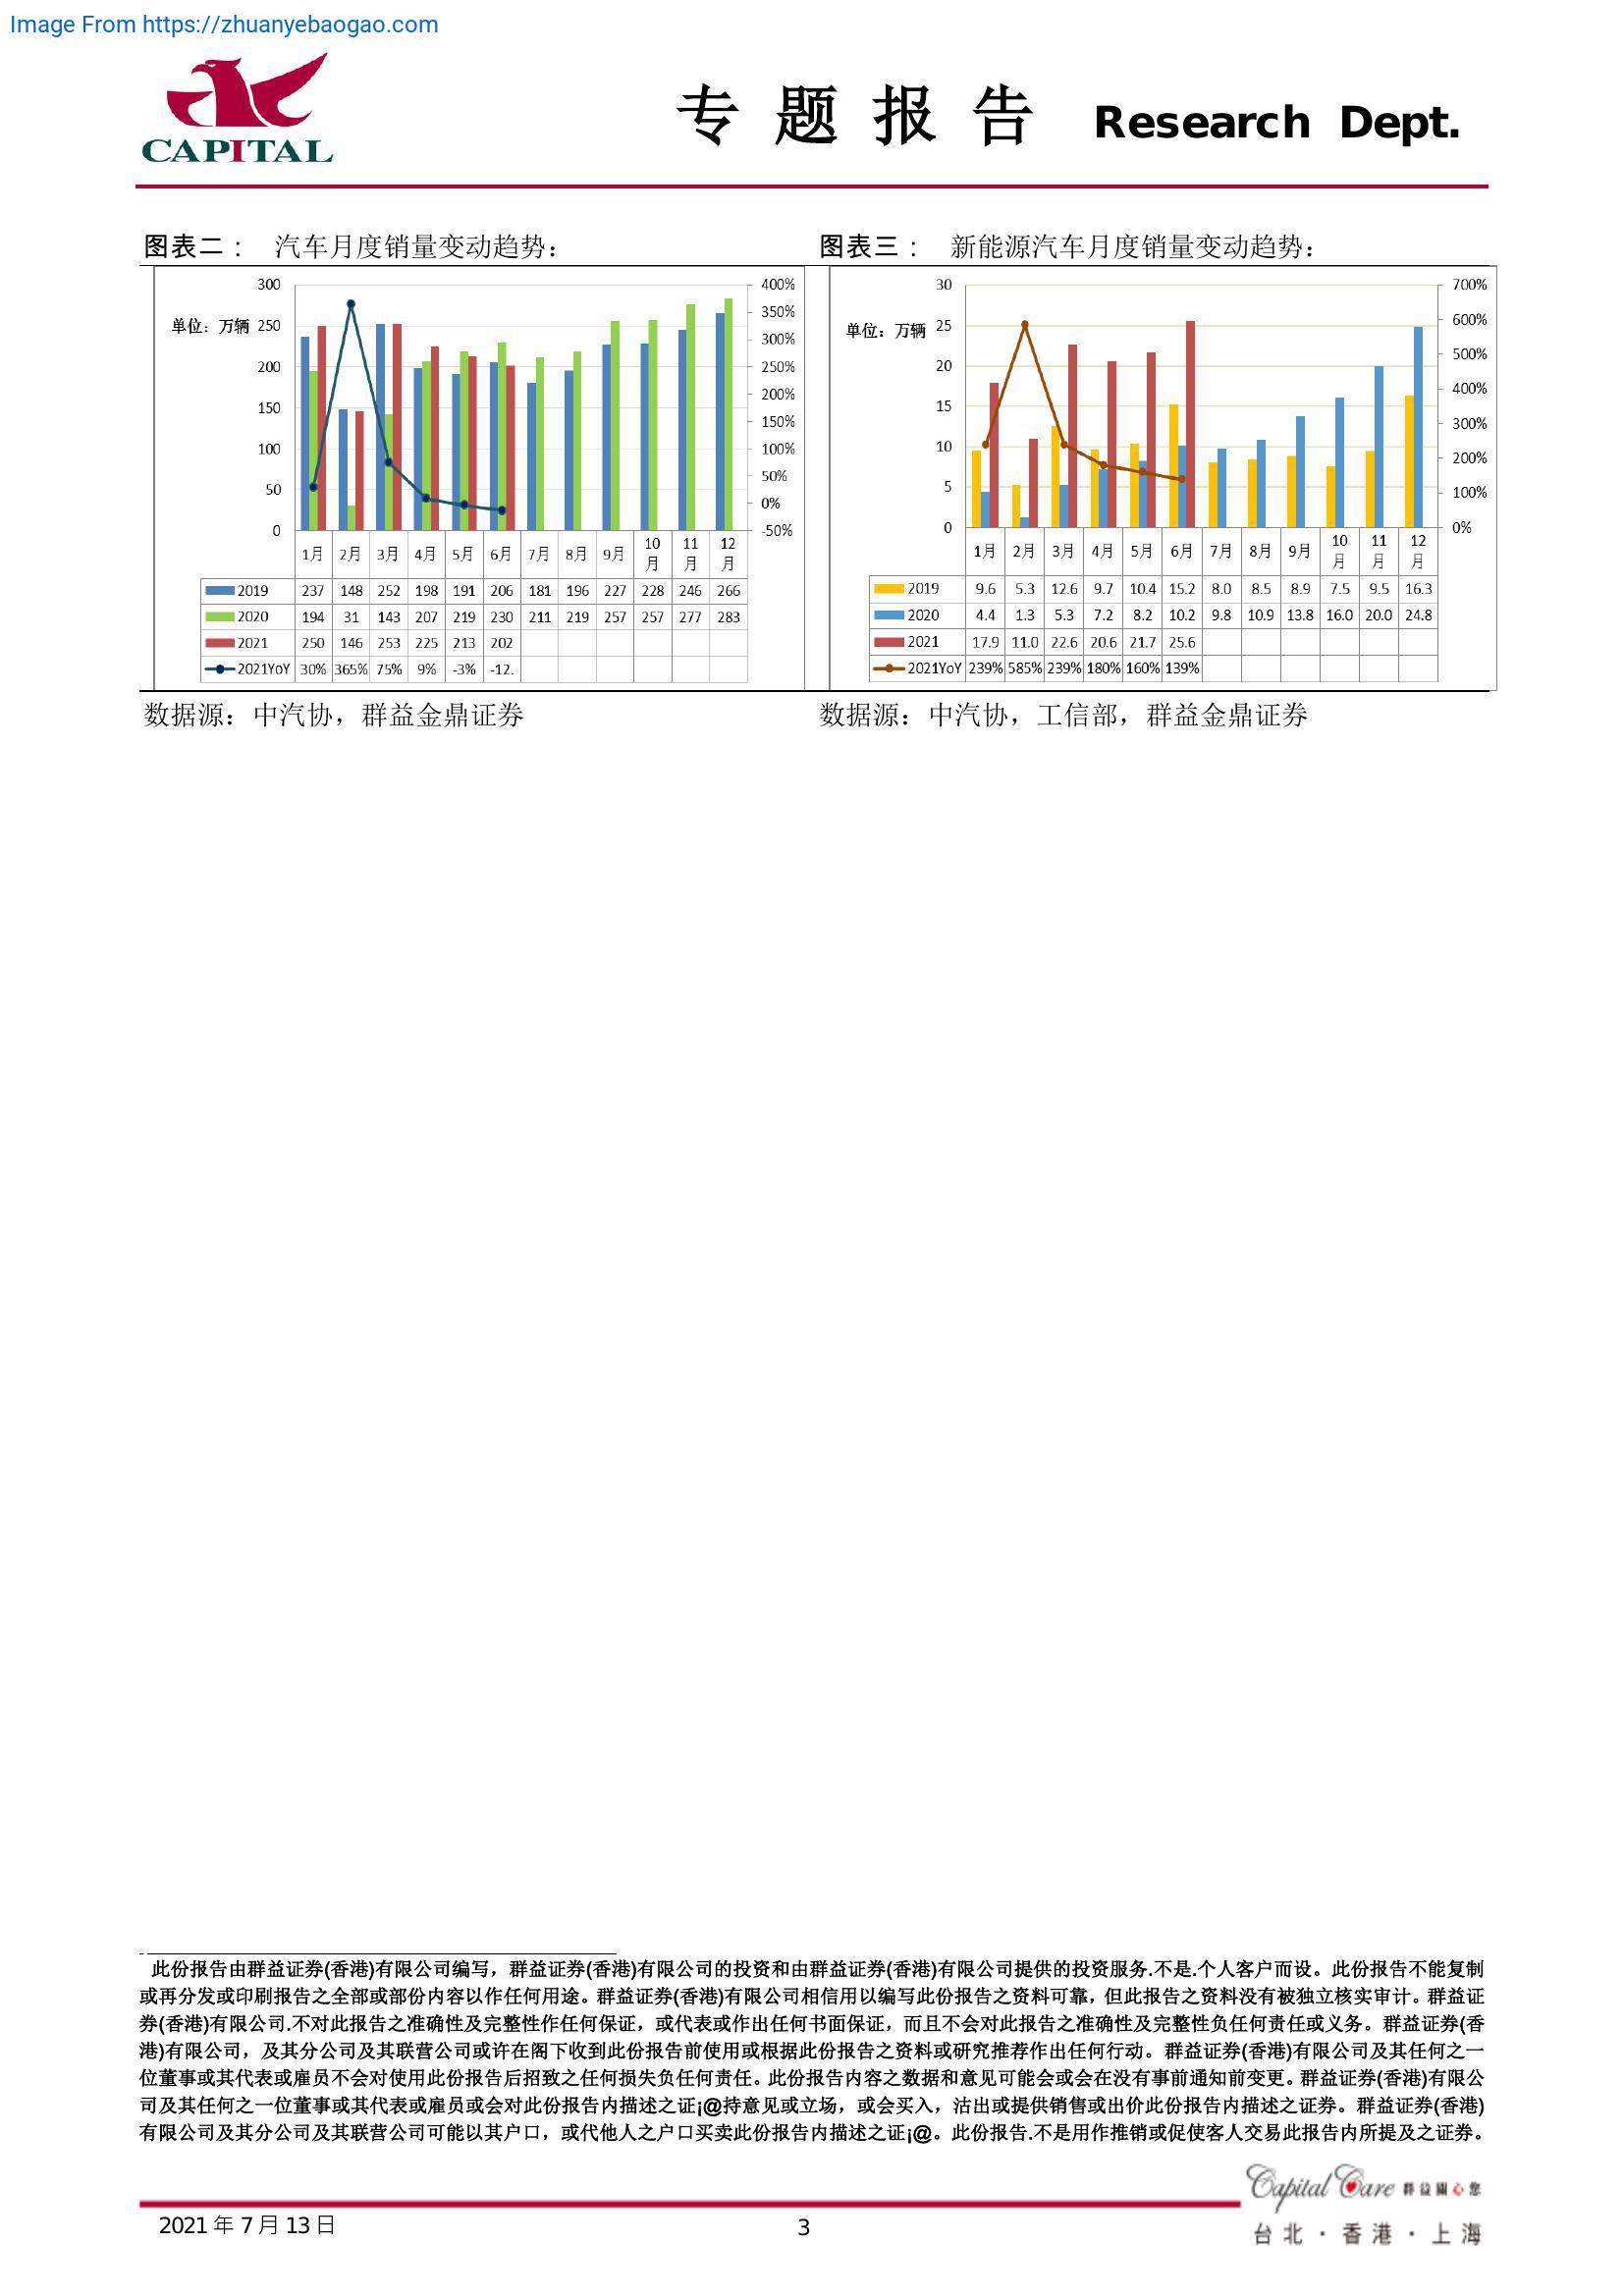 Image From https://zhuanyebaogao.com
CAPITAL
专 题 报 告 Research Dept.
图表二： 汽车月度销量变动趋势：
单位：万辆
300
250
200
150
100
50
0
400%
350%
300%
250%
200%
150%
100%
50%
0%
-50%
1月 2月 3月 4月 5月 6月 7月 8月 9月 10月 11月 12月
2019 237 148 252 198 191 206 181 196 227 228 246 266
2020 194 31 143 207 219 230 211 219 257 257 277 283
2021 250 146 253 225 213 202
2021YoY 30% 365% 75% 9% -3% -12.
数据源：中汽协，群益金鼎证券
图表三： 新能源汽车月度销量变动趋势：
单位：万辆
30
25
20
15
10
5
0
700%
600%
500%
400%
300%
200%
100%
0%
1月 2月 3月 4月 5月 6月 7月 8月 9月 10月 11月 12月
2019 9.6 5.3 12.6 9.7 10.4 15.2 8.0 8.5 8.9 7.5 9.5 16.3
2020 4.4 1.3 5.3 7.2 8.2 10.2 9.8 10.9 13.8 16.0 20.0 24.8
2021 17.9 11.0 22.6 20.6 21.7 25.6
2021YoY 239% 585% 239% 180% 160% 139%
数据源：中汽协，工信部，群益金鼎证券
此份报告由群益证券(香港)有限公司编写，群益证券(香港)有限公司的投资和由群益证券(香港)有限公司提供的投资服务.不是.个人客户而设。此份报告不能复制
或再分发或印刷报告之全部或部份内容以作任何用途。群益证券(香港)有限公司相信用以编写此份报告之资料可靠，但此报告之资料没有被独立核实审计。群益证
券(香港)有限公司.不对此报告之准确性及完整性作任何保证，或代表或作出任何书面保证，而且不会对此报告之准确性及完整性负任何责任或义务。群益证券(香
港)有限公司，及其分公司及其联营公司或许在阁下收到此份报告前使用或根据此份报告之资料或研究推荐作出任何行动。群益证券(香港)有限公司及其任何之一
位董事或其代表或雇员不会对使用此份报告后招致之任何损失负任何责任。此份报告内容之数据和意见可能会或会在没有事前通知前变更。群益证券(香港)有限公
司及其任何之一位董事或其代表或雇员或会对此份报告内描述之证¡@持意见或立场，或会买入，沽出或提供销售或出价此份报告内描述之证券。群益证券(香港)
有限公司及其分公司及其联营公司可能以其户口，或代他人之户口买卖此份报告内描述之证¡@。此份报告.不是用作推销或促使客人交易此报告内所提及之证券。
Capital Care 群益關心您
2021 年 7 月 13 日
3
台 北 · 香 港 · 上 海